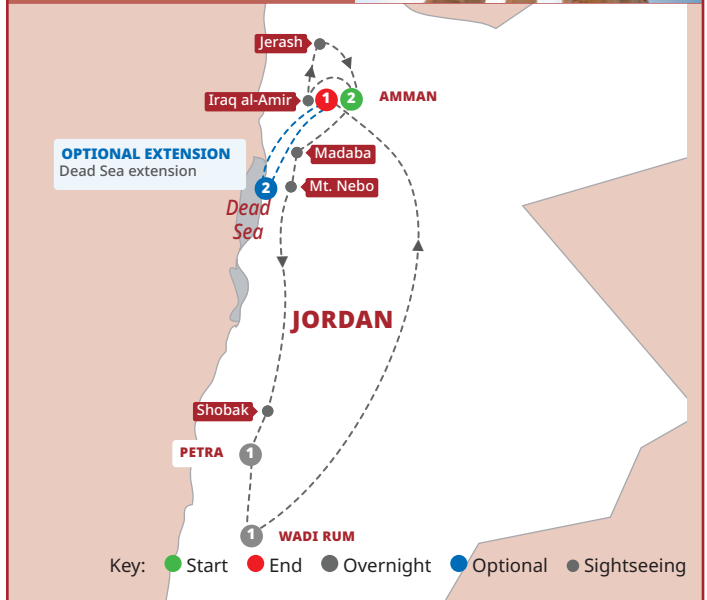 Jerash
Iraq al-Amir
1
2
AMMAN
OPTIONAL EXTENSION
Dead Sea extension
Madaba
2
Mt. Nebo
Dead
Sea
JORDAN
Shobak
PETRA
1
1
WADI RUM
Key: Start End Overnight Optional Sightseeing